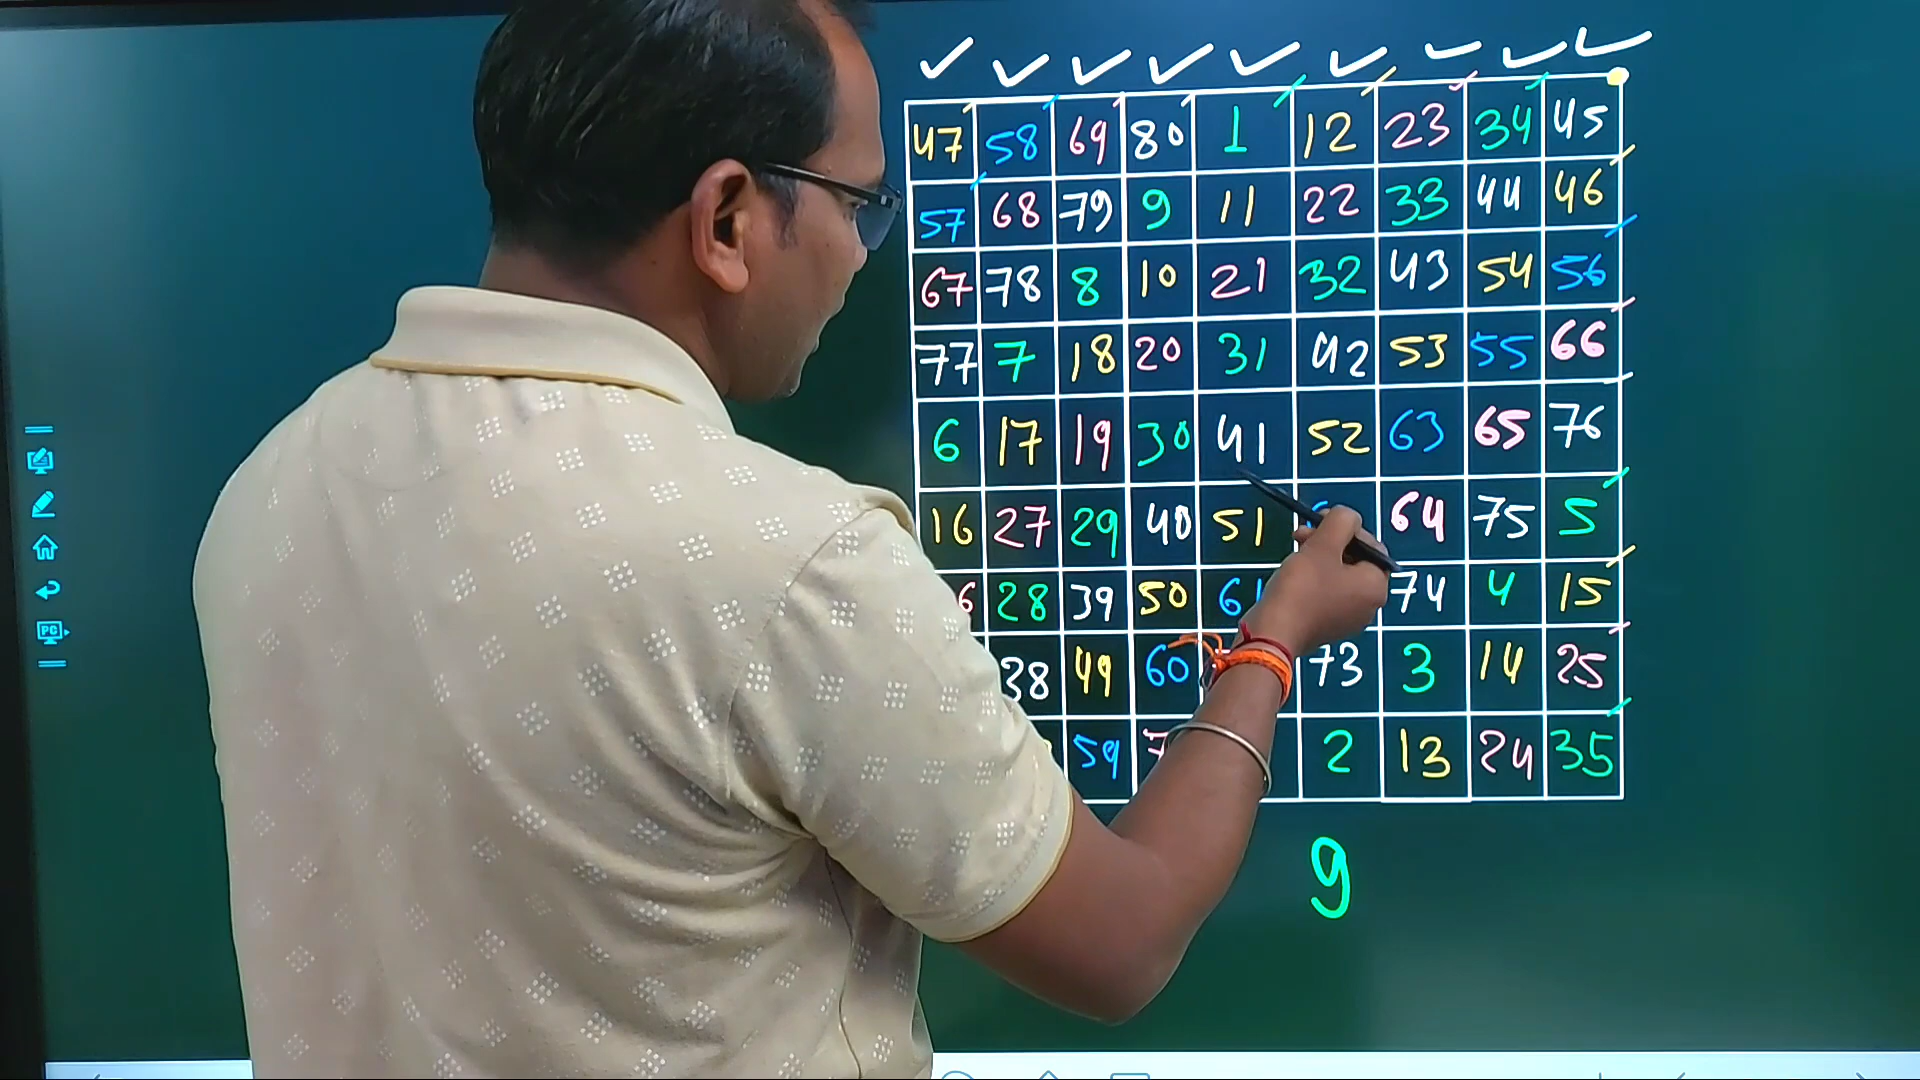 47 58 69 80 1 12 23 34 45
57 68 79 9 11 22 33 44 46
67 78 8 10 21 32 43 54 56
77 7 18 20 31 42 53 55 66
6 17 19 30 41 52 63 65 76
16 27 29 40 51 64 75 5
28 39 50 61 74 4 15
38 49 60 73 3 14 25
59 2 13 24 35
9
PC